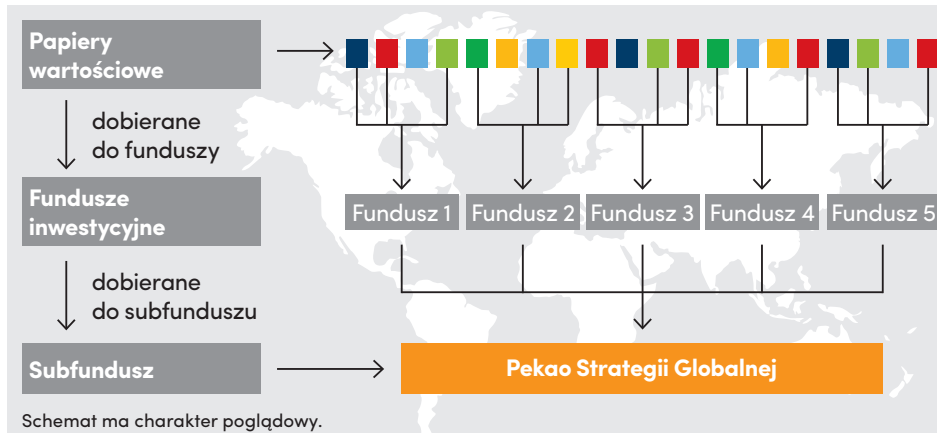 Papiery
wartościowe
dobierane
do funduszy
Fundusze
inwestycyjne
Fundusz 1
Fundusz 2
Fundusz 3
Fundusz 4
Fundusz 5
dobierane
do subfunduszu
Subfundusz
Pekao Strategii Globalnej
Schemat ma charakter poglądowy.